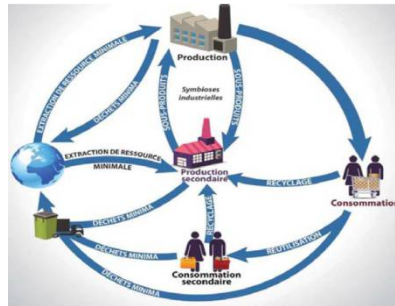 Production
EXTRACTION DE RESSOURCE MINIMALE
DÉCHETS MINIMA
SOUS-PRODUITS
Symbioses
industrielles
SOUS-PRODUITS
EXTRACTION DE RESSOURCE
MINIMALE
Production
secondaire
RECYCLAGE
Consommation
DÉCHETS MINIMA
RECYCLAGE
RÉUTILISATION
DÉCHETS MINIMA
Consommation
secondaire
DÉCHETS MINIMA